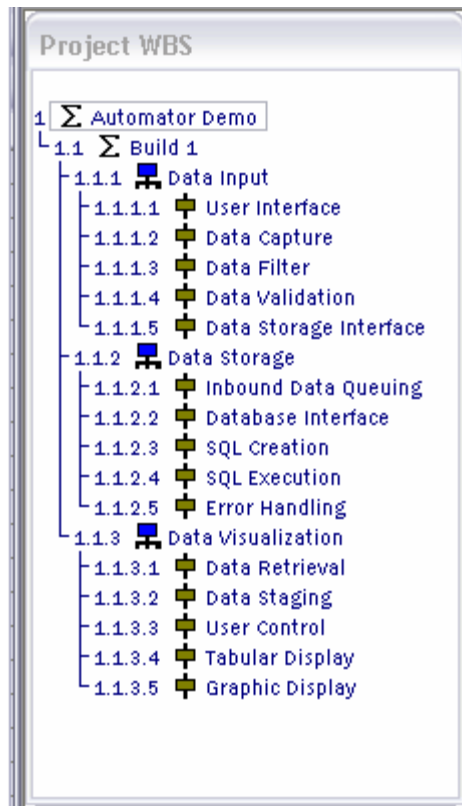 Project WBS
1 Σ Automator Demo
1.1 Σ Build 1
1.1.1 Data Input
1.1.1.1 User Interface
1.1.1.2 Data Capture
1.1.1.3 Data Filter
1.1.1.4 Data Validation
1.1.1.5 Data Storage Interface
1.1.2 Data Storage
1.1.2.1 Inbound Data Queuing
1.1.2.2 Database Interface
1.1.2.3 SQL Creation
1.1.2.4 SQL Execution
1.1.2.5 Error Handling
1.1.3 Data Visualization
1.1.3.1 Data Retrieval
1.1.3.2 Data Staging
1.1.3.3 User Control
1.1.3.4 Tabular Display
1.1.3.5 Graphic Display